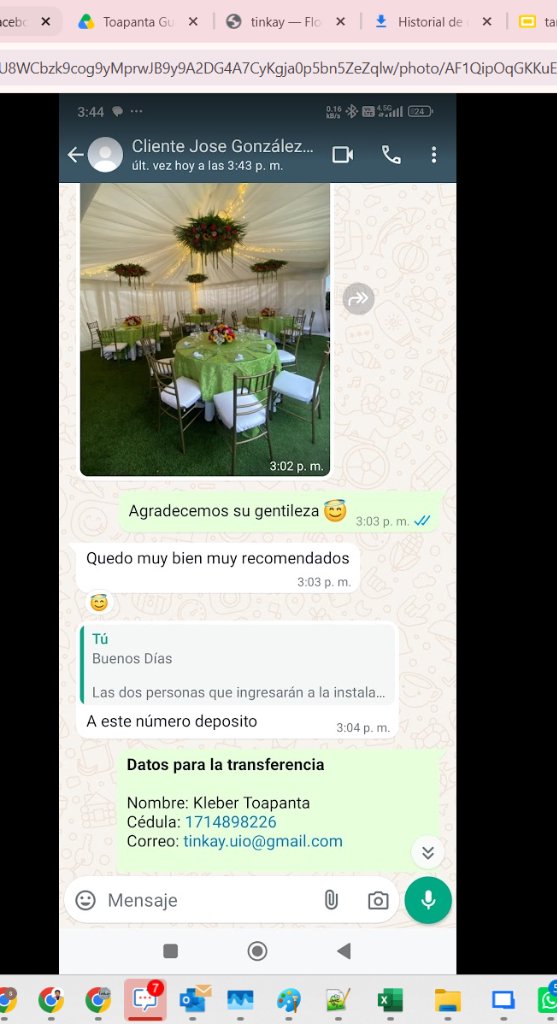 Toapanta Gu
tinkay — Flo
Historial de
U8WCbzk9cog9yMprwJB9y9A2DG4A7CyKgja0p5bn5ZeZqlw/photo/AF1QipOqGKKuE
3:44
0.16 kB/s 4.5G 24
Cliente Jose González...
últ. vez hoy a las 3:43 p. m.
3:02 p. m.
Agradecemos su gentileza 😇 3:03 p. m.
Quedo muy bien muy recomendados
3:03 p. m.
😇
Tú
Buenos Días
Las dos personas que ingresarán a la instala...
A este número deposito 3:04 p. m.
Datos para la transferencia
Nombre: Kleber Toapanta
Cédula: 1714898226
Correo: tinkay.uio@gmail.com
Mensaje
7